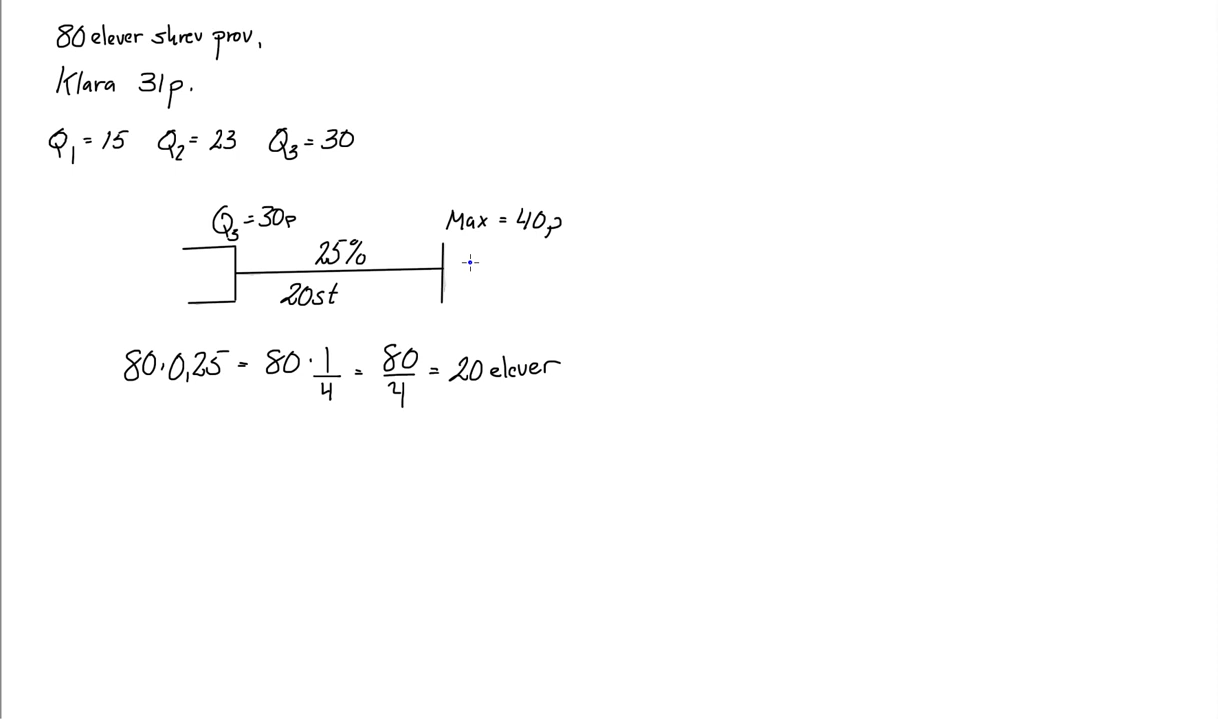 80 elever skrev prov.
Klara 31p.
Q₁ = 15 Q₂ = 23 Q₃ = 30
Q₃ = 30p Max = 40p
25%
20st
80·0,25 = 80·1/4 = 80/4 = 20 elever